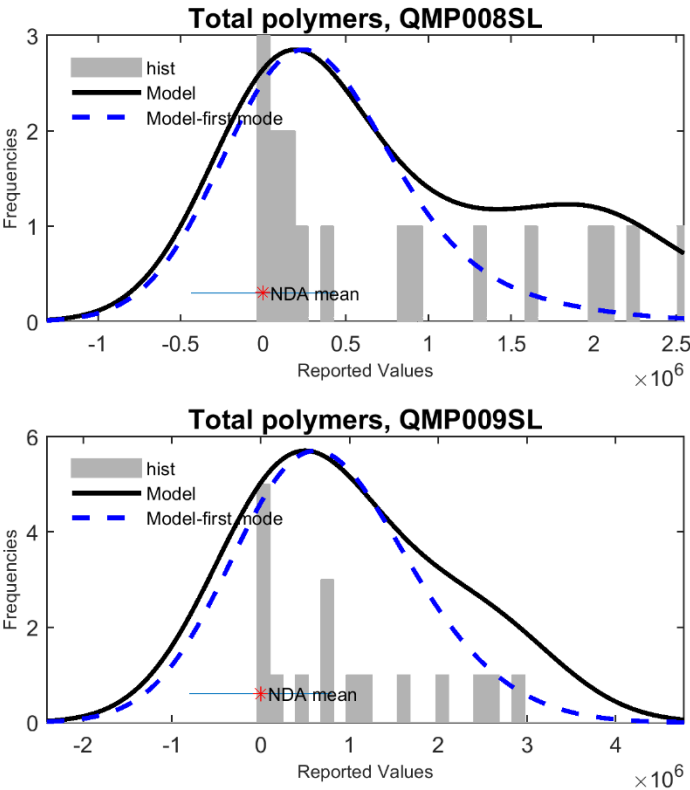 Total polymers, QMP008SL
3
2
1
0
Frequencies
hist
Model
Model-first mode
NDA mean
-1
-0.5
0
0.5
1
1.5
2
2.5
Reported Values
×10^6
Total polymers, QMP009SL
6
4
2
0
Frequencies
hist
Model
Model-first mode
NDA mean
-2
-1
0
1
2
3
4
Reported Values
×10^6